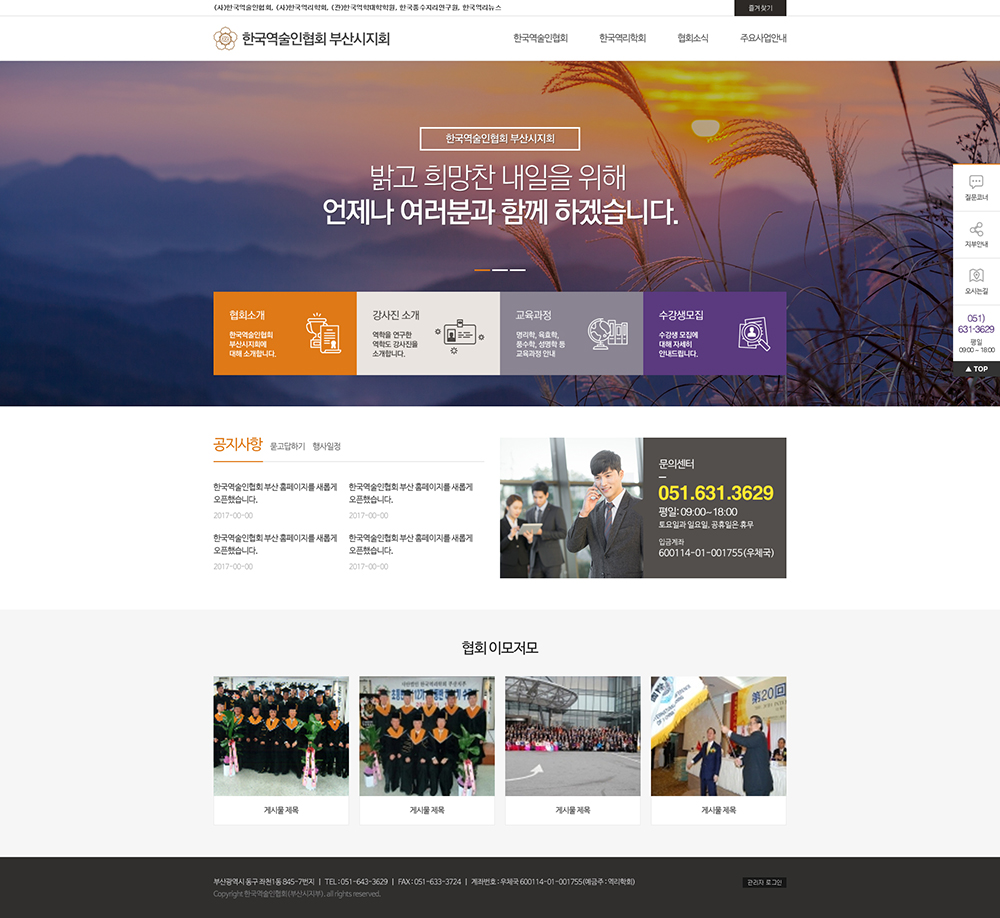 (사)한국역술인협회, (사)한국역리학회, (건)한국역학대학학원, 한국풍수지리연구원, 한국역리뉴스
즐겨찾기
한국역술인협회 부산시지회
한국역술인협회
한국역리학회
협회소식
주요사업안내
한국역술인협회 부산시지회
밝고 희망찬 내일을 위해
언제나 여러분과 함께 하겠습니다.
질문코너
지부안내
오시는길
051)
631-3629
평일
09:00 ~ 18:00
▲ TOP
협회소개
한국역술인협회
부산시지회에
대해 소개합니다.
강사진 소개
역학을 연구한
역학도 강사진을
소개합니다.
교육과정
명리학, 육효학,
풍수학, 성명학 등
교육과정 안내
수강생모집
수강생 모집에
대해 자세히
안내드립니다.
공지사항 묻고답하기 행사일정
한국역술인협회 부산 홈페이지를 새롭게
오픈했습니다.
2017-00-00
한국역술인협회 부산 홈페이지를 새롭게
오픈했습니다.
2017-00-00
한국역술인협회 부산 홈페이지를 새롭게
오픈했습니다.
2017-00-00
한국역술인협회 부산 홈페이지를 새롭게
오픈했습니다.
2017-00-00
문의센터
051.631.3629
평일: 09:00~18:00
토요일과 일요일, 공휴일은 휴무
입금계좌
600114-01-001755(우체국)
협회 이모저모
제20회
게시물 제목
게시물 제목
게시물 제목
게시물 제목
부산광역시 동구 좌천1동 845-7번지 | TEL : 051-643-3629 | FAX : 051-633-3724 | 계좌번호 : 우체국 600114-01-001755(예금주 : 역리학회)
Copyright 한국역술인협회(부산시지부). all rights reserved.
관리자 로그인